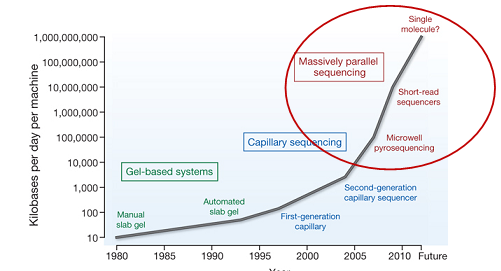 Single
molecule?
1,000,000,000
100,000,000
10,000,000
1,000,000
100,0000
10,000
1,000
100
10
Kilobases per day per machine
Massively parallel
sequencing
Short-read
sequencers
Microwell
pyrosequencing
Capillary sequencing
Gel-based systems
Second-generation
capillary sequencer
Automated
slab gel
Manual
slab gel
First-generation
capillary
1980 1985 1990 1995 2000 2005 2010 Future